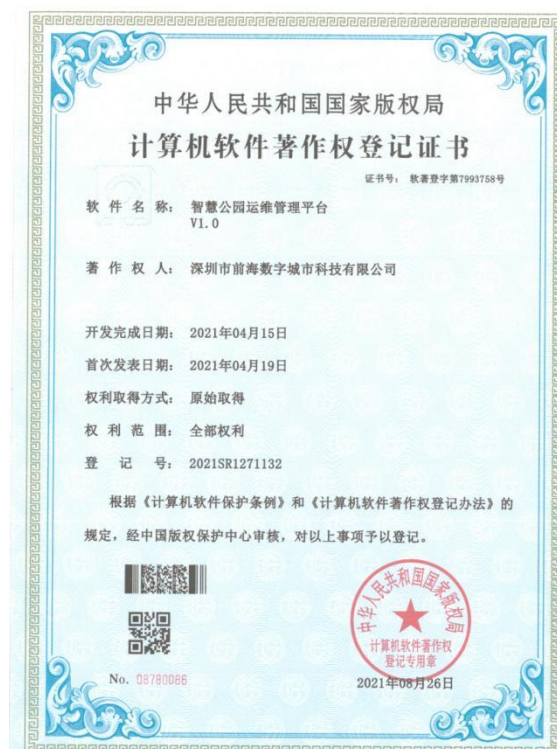 中华人民共和国国家版权局
计算机软件著作权登记证书
证书号： 软著登字第7993758号
软件名称： 智慧公园运维管理平台
V1.0
著作权人： 深圳市前海数字城市科技有限公司
开发完成日期： 2021年04月15日
首次发表日期： 2021年04月19日
权利取得方式： 原始取得
权利范围： 全部权利
登记号： 2021SR1271132
根据《计算机软件保护条例》和《计算机软件著作权登记办法》的
规定，经中国版权保护中心审核，对以上事项予以登记。
中华人民共和国国家版权局
计算机软件著作权
登记专用章
No. 08780086
2021年08月26日